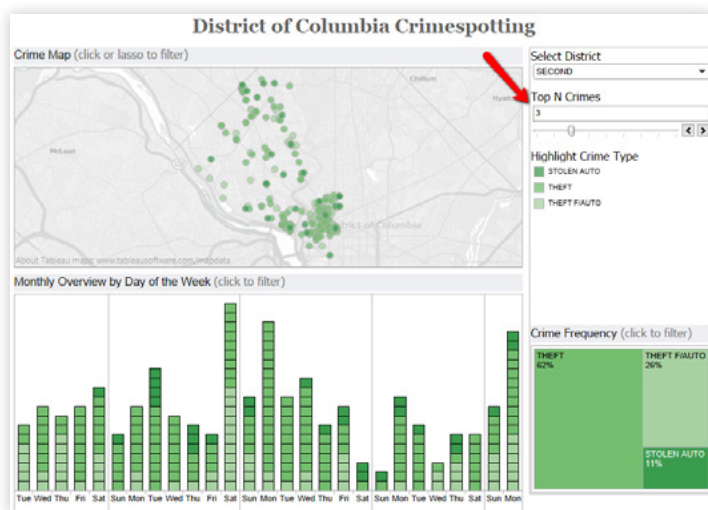 District of Columbia Crimespotting
Crime Map (click or lasso to filter)
Chillum
McLean
District of Columbia
About Tableau maps: www.tableausoftware.com/mapdata
Select District
SECOND
Top N Crimes
3
Highlight Crime Type
STOLEN AUTO
THEFT
THEFT F/AUTO
Monthly Overview by Day of the Week (click to filter)
Tue Wed Thu Fri Sat Sun Mon Tue Wed Thu Fri Sat Sun Mon Tue Wed Thu Fri Sat Sun Mon Tue Wed Thu Sat Sun Mon
Crime Frequency (click to filter)
THEFT
62%
THEFT F/AUTO
26%
STOLEN AUTO
11%